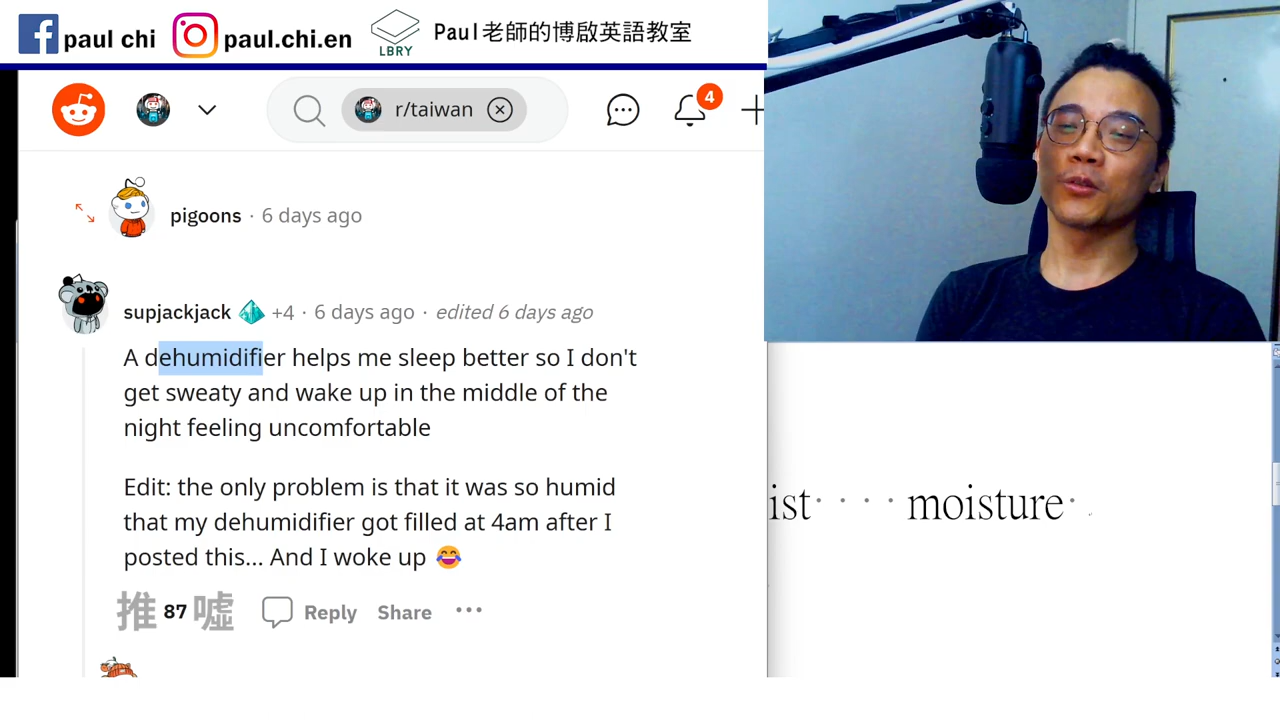 paul chi
paul.chi.en
LBRY
Paul老師的博啟英語教室
r/taiwan
4
pigoons · 6 days ago
supjackjack +4 · 6 days ago · edited 6 days ago
A dehumidifier helps me sleep better so I don't
get sweaty and wake up in the middle of the
night feeling uncomfortable
Edit: the only problem is that it was so humid
that my dehumidifier got filled at 4am after I
posted this... And I woke up 😂
推 87 噓 Reply Share ···
ist···· moisture·